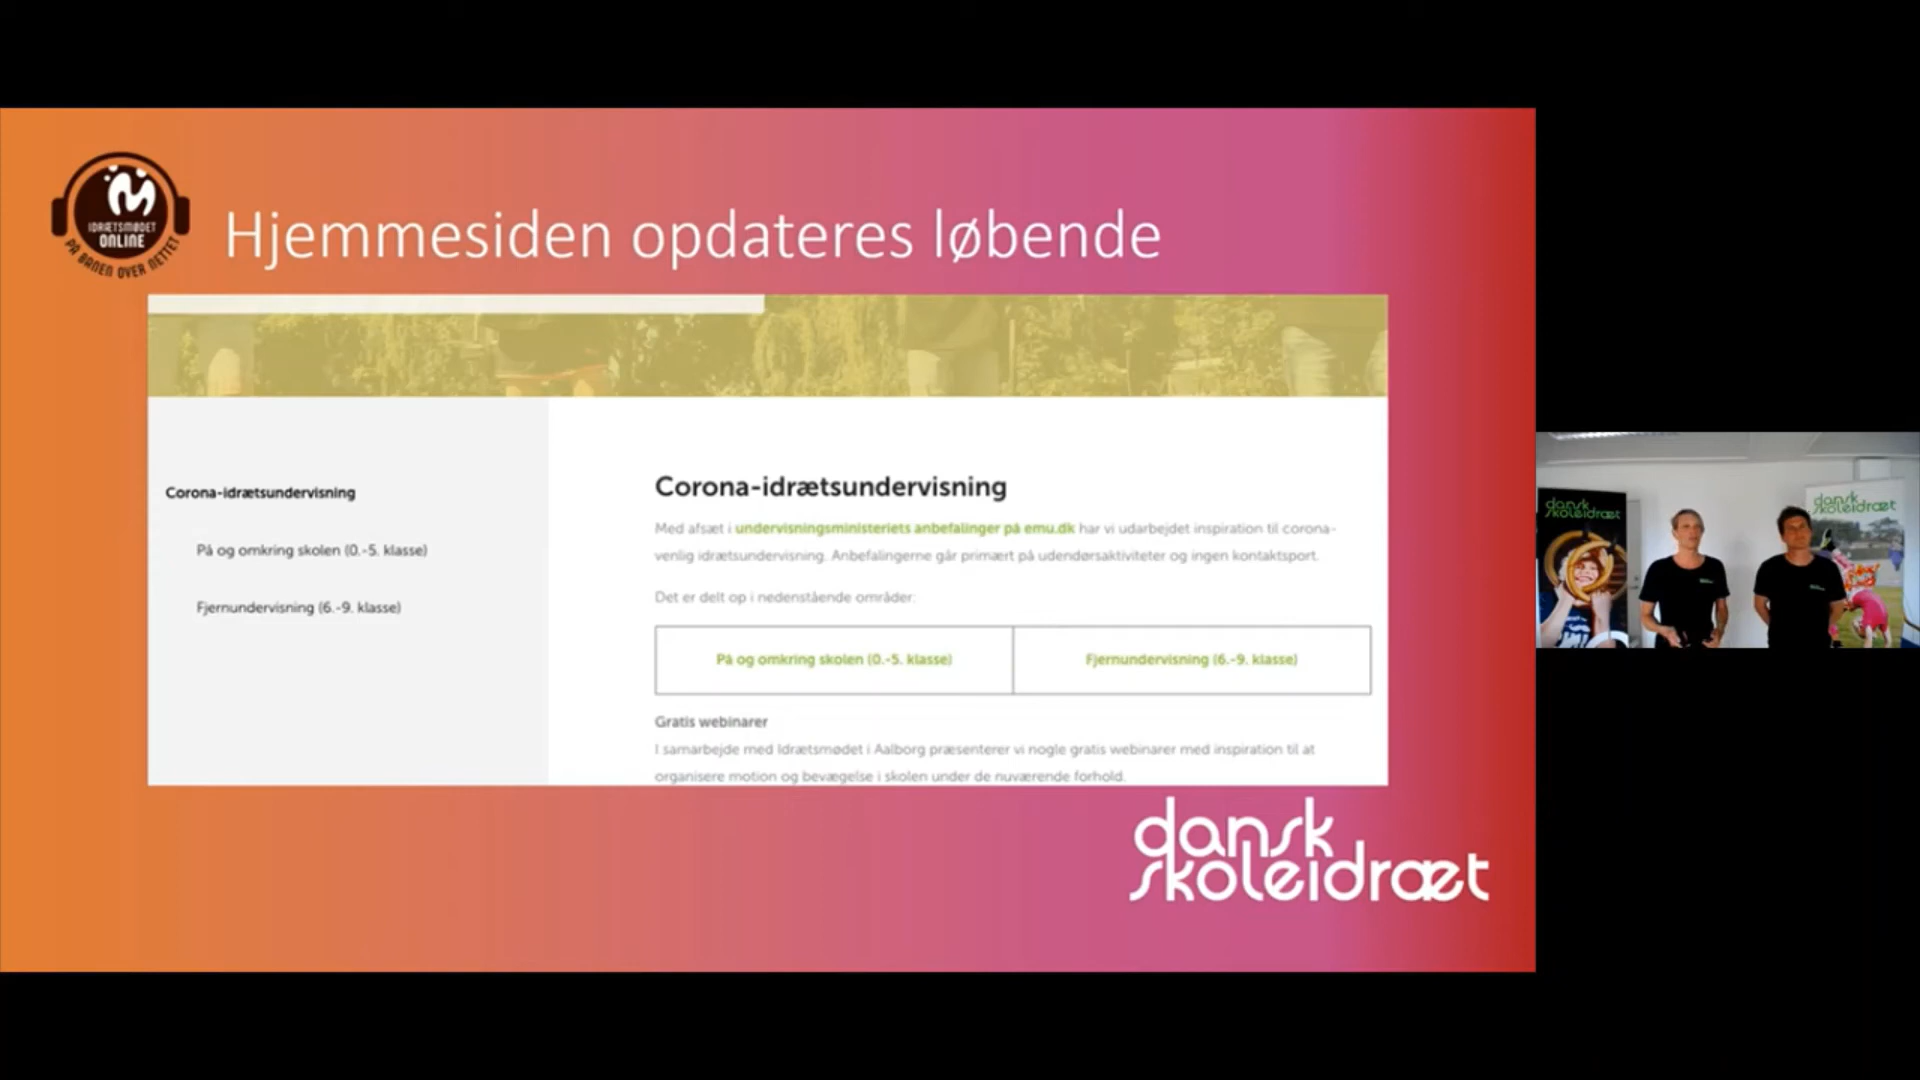 IDRÆTSMØDET
ONLINE
PÅ BANEN OVER NETTET
Hjemmesiden opdateres løbende
Corona-idrætsundervisning
På og omkring skolen (0.-5. klasse)
Fjernundervisning (6.-9. klasse)
Corona-idrætsundervisning
Med afsæt i undervisningsministeriets anbefalinger på emu.dk har vi udarbejdet inspiration til corona-
venlig idrætsundervisning. Anbefalingerne går primært på udendørsaktiviteter og ingen kontaktsport.
Det er delt op i nedenstående områder:
På og omkring skolen (0.-5. klasse)
Fjernundervisning (6.-9. klasse)
Gratis webinarer
I samarbejde med Idrætsmødet i Aalborg præsenterer vi nogle gratis webinarer med inspiration til at
organisere motion og bevægelse i skolen under de nuværende forhold.
dansk
skoleidræt
dansk
skoleidræt
dansk
skoleidræt